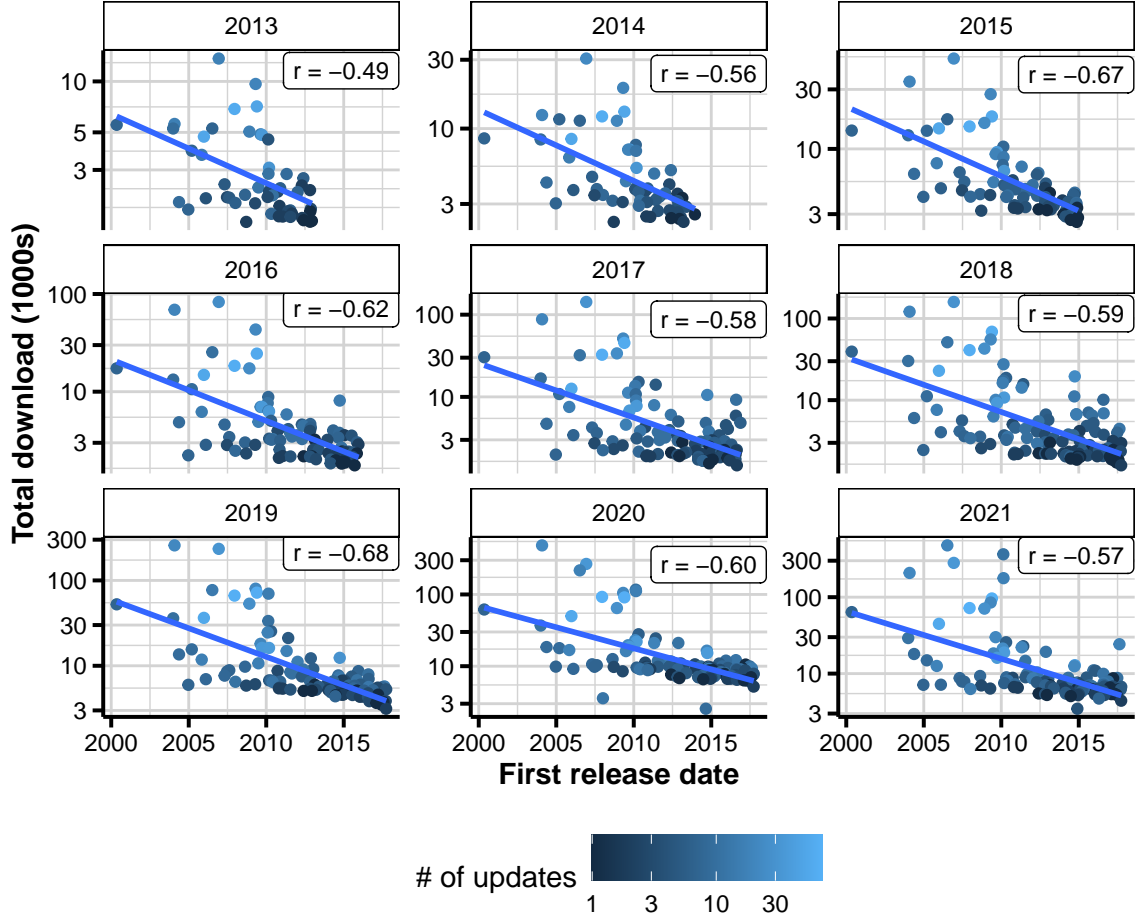 2013
2014
2015
r = −0.49
r = −0.56
r = −0.67
10
5
3
30
10
3
30
10
3
2016
2017
2018
r = −0.62
r = −0.58
r = −0.59
100
30
10
3
100
30
10
3
100
30
10
3
2019
2020
2021
r = −0.68
r = −0.60
r = −0.57
300
100
30
10
3
300
100
30
10
3
300
100
30
10
3
2000 2005 2010 2015
2000 2005 2010 2015
2000 2005 2010 2015
Total download (1000s)
First release date
# of updates
1 3 10 30